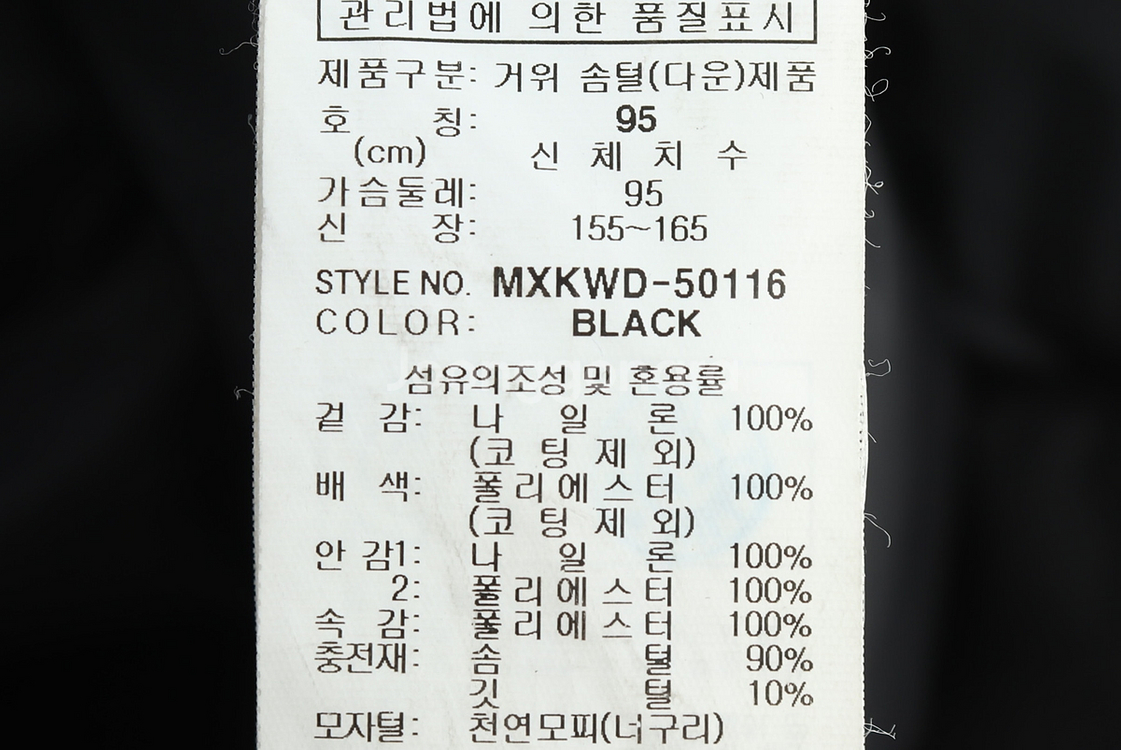 관리법에 의한 품질표시
제품구분: 거위 솜털(다운)제품
호 칭: 95
(cm) 신 체 치 수
가슴둘레: 95
신 장: 155~165
STYLE NO. MXKWD-50116
COLOR: BLACK
섬유의조성 및 혼용률
겉 감: 나 일 론 100%
(코 팅 제 외)
배 색: 폴리에스터 100%
(코 팅 제 외)
안 감1: 나 일 론 100%
2: 폴리에스터 100%
속 감: 폴리에스터 100%
충전재: 솜 털 90%
깃 털 10%
모자털: 천연모피(너구리)